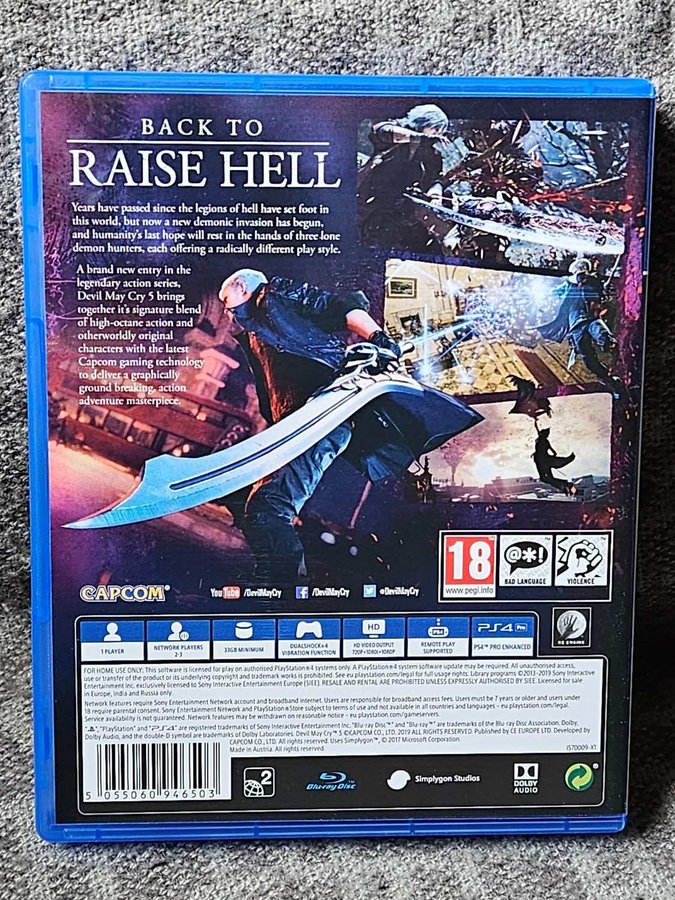 BACK TO
RAISE HELL
Years have passed since the legions of hell have set foot in
this world, but now a new demonic invasion has begun,
and humanity's last hope will rest in the hands of three lone
demon hunters, each offering a radically different play style.
A brand new entry in the
legendary action series,
Devil May Cry 5 brings
together it's signature blend
of high-octane action and
otherworldly original
characters with the latest
Capcom gaming technology
to deliver a graphically
ground breaking, action
adventure masterpiece.
18
www.pegi.info
@*!
BAD LANGUAGE
VIOLENCE
CAPCOM
YouTube /DevilMayCry
f /DevilMayCry
@DevilMayCry
1 PLAYER
NETWORK PLAYERS
2-3
33GB MINIMUM
DUALSHOCK®4
VIBRATION FUNCTION
HD
HD VIDEO OUTPUT
720P•1080i•1080P
PS4
REMOTE PLAY
SUPPORTED
PS4 Pro
PS4™ PRO ENHANCED
RE ENGINE
FOR HOME USE ONLY: This software is licensed for play on authorised PlayStation®4 systems only. A PlayStation®4 system software update may be required. All unauthorised access,
use or transfer of the product or its underlying copyright and trademark works is prohibited. See eu.playstation.com/legal for full usage rights. Library programs ©2013-2019 Sony Interactive
Entertainment Inc. exclusively licensed to Sony Interactive Entertainment Europe (SIEE). RESALE AND RENTAL ARE PROHIBITED UNLESS EXPRESSLY AUTHORISED BY SIEE. Licensed for sale
in Europe, India and Russia only.
Network features require Sony Entertainment Network account and broadband internet. Users are responsible for broadband access fees. Users must be 7 years or older and users under
18 require parental consent. Sony Entertainment Network and PlayStation®Store subject to terms of use and not available in all countries and languages – eu.playstation.com/legal.
Service availability is not guaranteed. Network features may be withdrawn on reasonable notice – eu.playstation.com/gameservers.
", "PlayStation" and "PS4" are registered trademarks of Sony Interactive Entertainment Inc. "Blu-ray Disc™" and "Blu-ray™" are trademarks of the Blu-ray Disc Association. Dolby,
Dolby Audio, and the double-D symbol are trademarks of Dolby Laboratories. Devil May Cry™ 5 ©CAPCOM CO., LTD. 2019 ALL RIGHTS RESERVED. Published by CE EUROPE LTD. Developed by
CAPCOM CO., LTD. All rights reserved. Uses Simplygon™, © 2017 Microsoft Corporation.
Made in Austria. All rights reserved.
IS70009-X1
5 055060 946503
2
Blu-ray Disc
Simplygon Studios
DOLBY
AUDIO